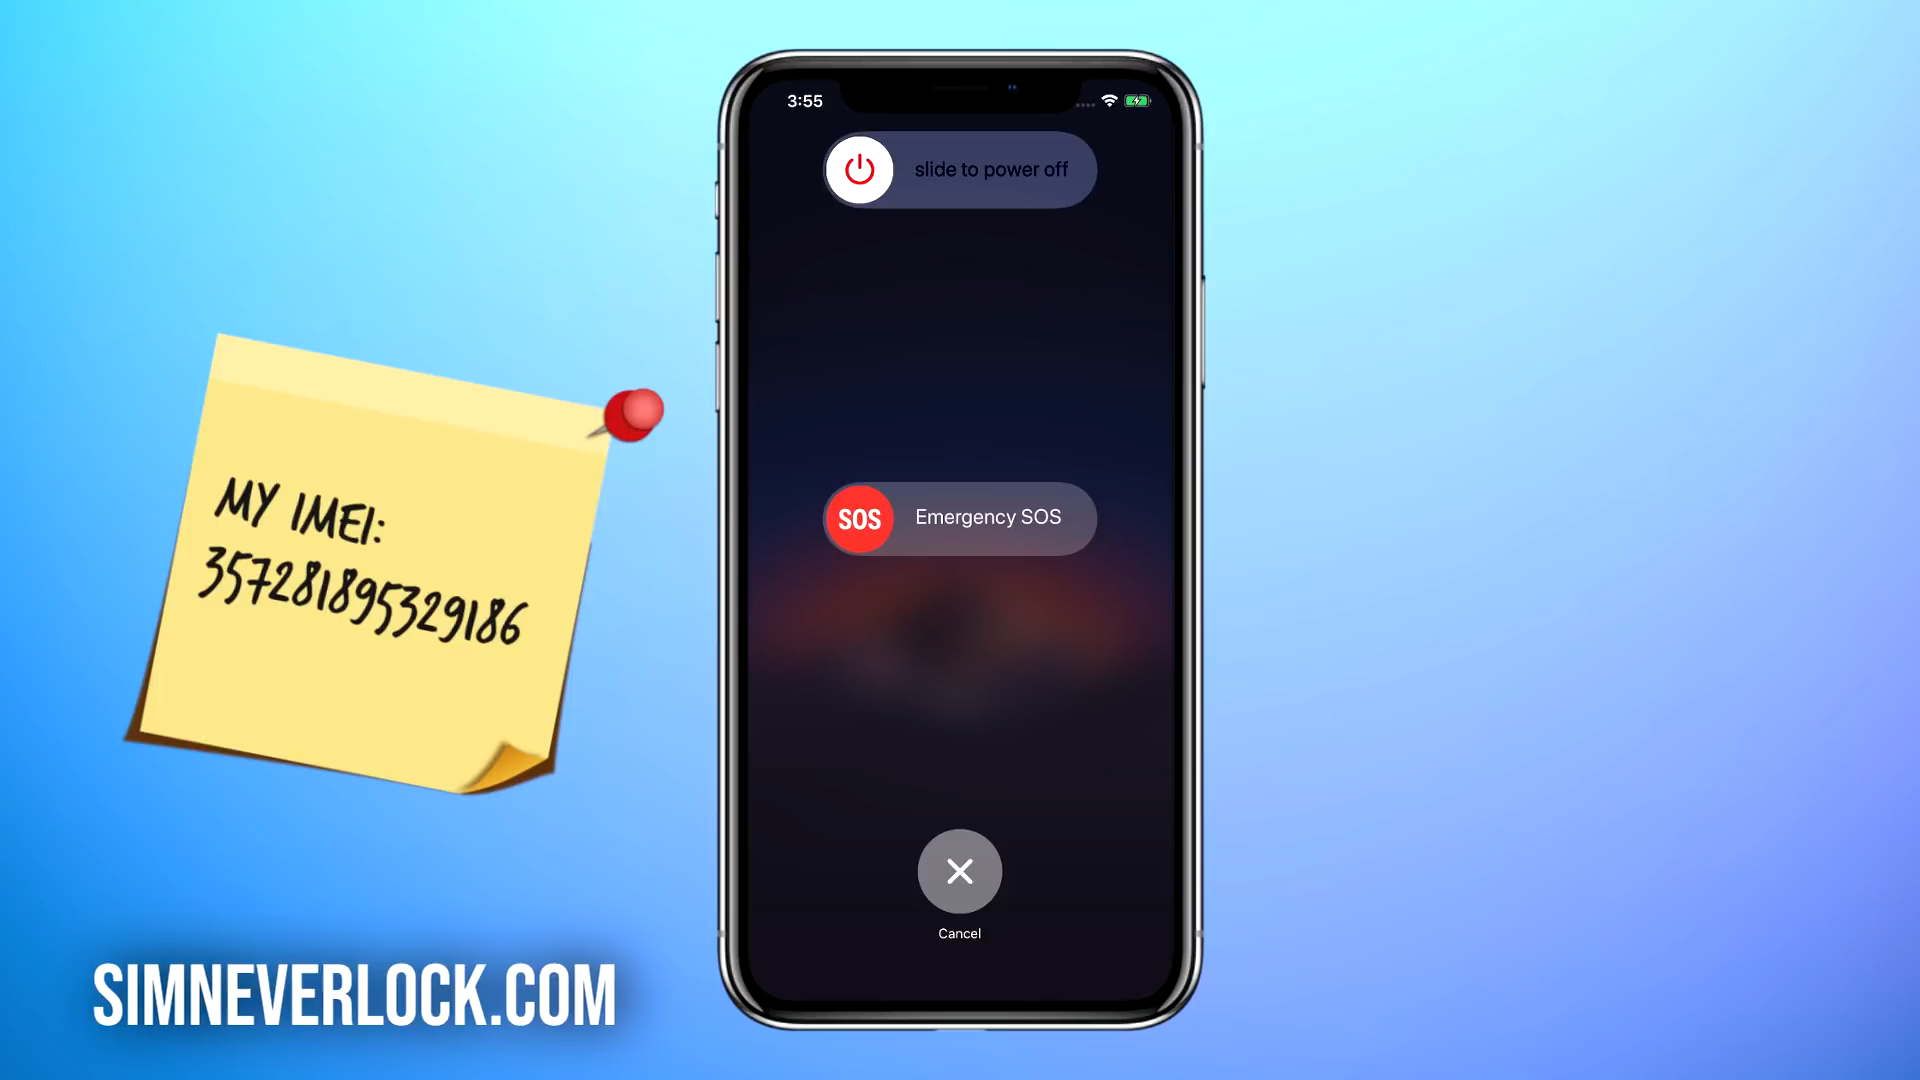 3:55
slide to power off
MY IMEI:
357281895329186
SOS
Emergency SOS
Cancel
SIMNEVERLOCK.COM